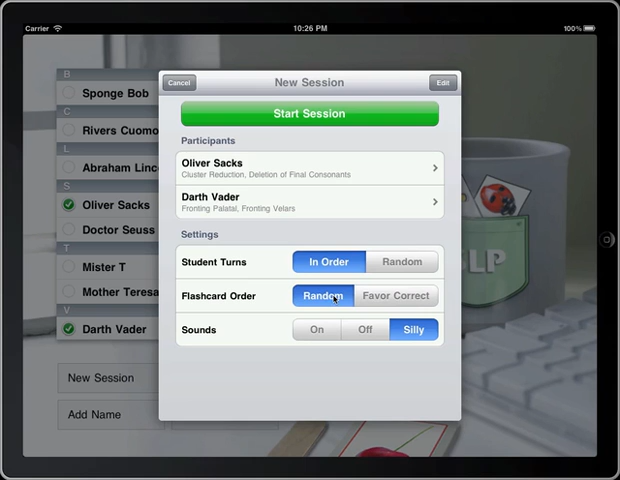 Carrier
10:26 PM
100%
B
Sponge Bob
C
Rivers Cuomo
L
Abraham Linc
S
Oliver Sacks
Doctor Seuss
T
Mister T
Mother Teresa
V
Darth Vader
New Session
Add Name
Cancel
New Session
Edit
Start Session
Participants
Oliver Sacks
Cluster Reduction, Deletion of Final Consonants
Darth Vader
Fronting Palatal, Fronting Velars
Settings
Student Turns
In Order
Random
Flashcard Order
Random
Favor Correct
Sounds
On
Off
Silly
LP